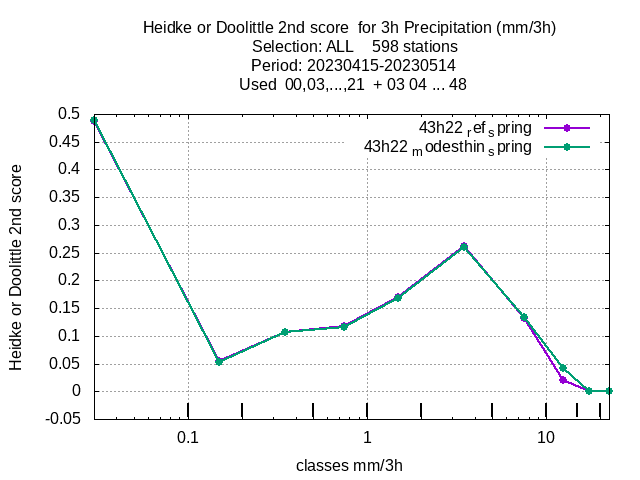 Heidke or Doolittle 2nd score  for 3h Precipitation (mm/3h)
Selection: ALL    598 stations
Period: 20230415-20230514
Used  00,03,...,21  + 03 04 ... 48
43h22 ref spring
43h22 modesthin spring
0.5
0.45
0.4
0.35
0.3
0.25
0.2
0.15
0.1
0.05
0
-0.05
Heidke or Doolittle 2nd score
0.1 1 10
classes mm/3h